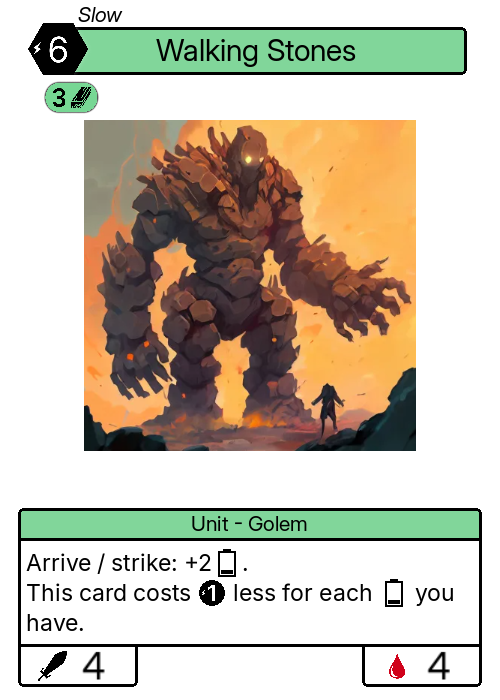 Slow
6
Walking Stones
3
Unit - Golem
Arrive / strike: +2 .
This card costs 1 less for each you
have.
4
4